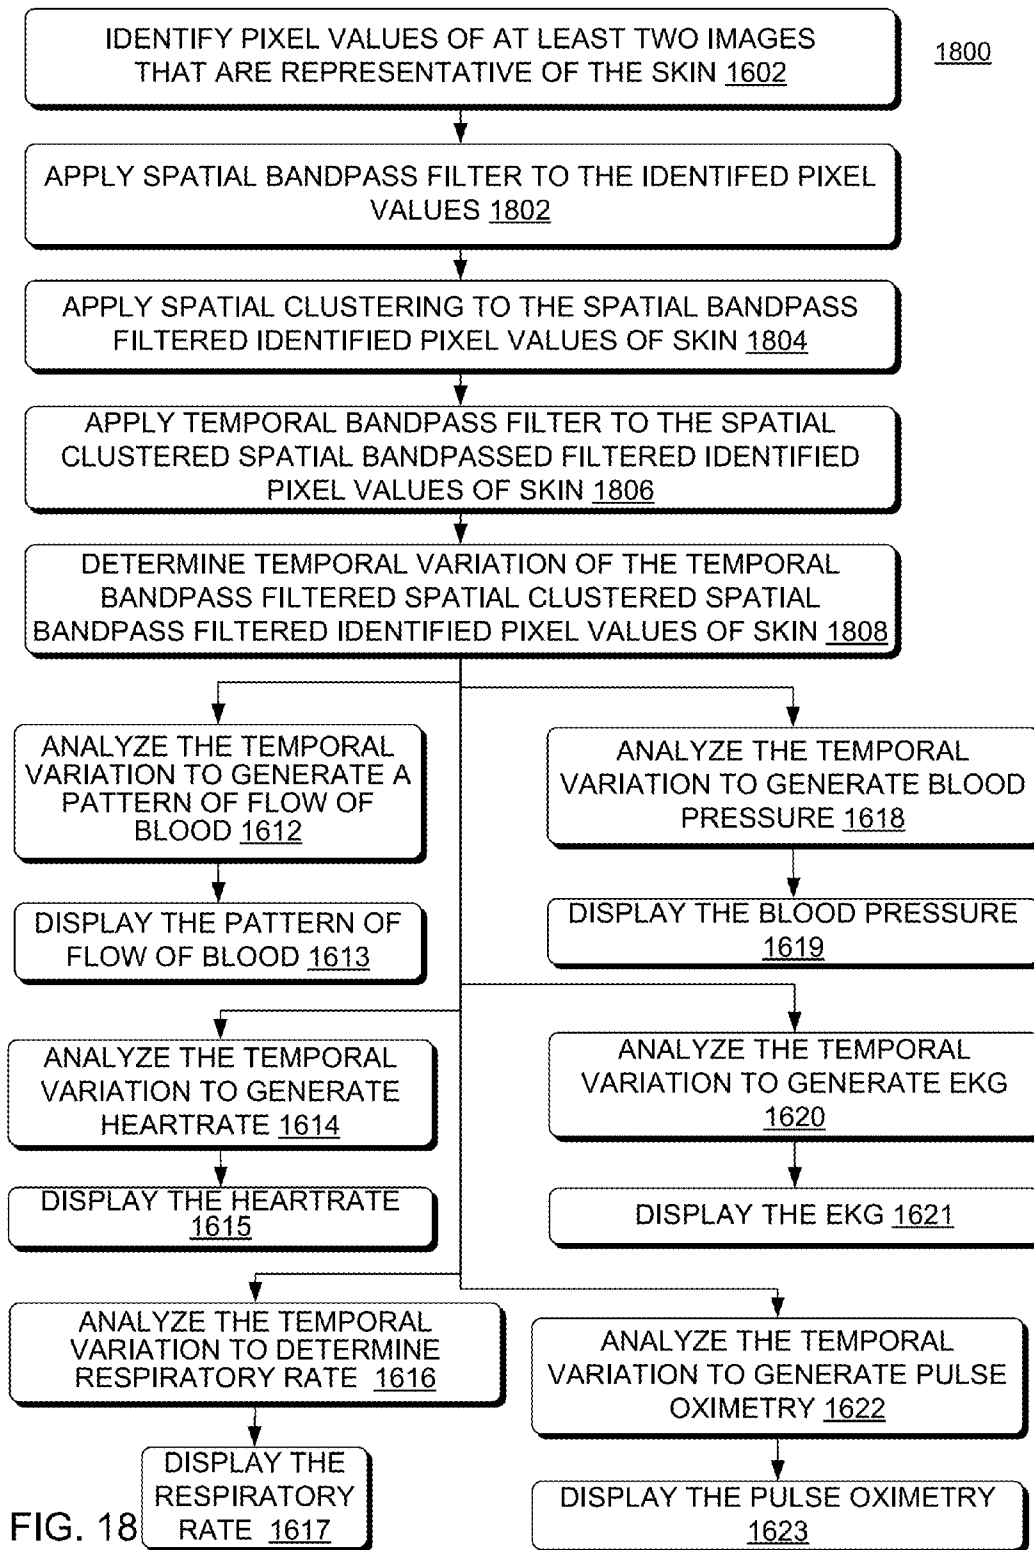 IDENTIFY PIXEL VALUES OF AT LEAST TWO IMAGES
THAT ARE REPRESENTATIVE OF THE SKIN 1602
1800
APPLY SPATIAL BANDPASS FILTER TO THE IDENTIFED PIXEL
VALUES 1802
APPLY SPATIAL CLUSTERING TO THE SPATIAL BANDPASS
FILTERED IDENTIFIED PIXEL VALUES OF SKIN 1804
APPLY TEMPORAL BANDPASS FILTER TO THE SPATIAL
CLUSTERED SPATIAL BANDPASSED FILTERED IDENTIFIED
PIXEL VALUES OF SKIN 1806
DETERMINE TEMPORAL VARIATION OF THE TEMPORAL
BANDPASS FILTERED SPATIAL CLUSTERED SPATIAL
BANDPASS FILTERED IDENTIFIED PIXEL VALUES OF SKIN 1808
ANALYZE THE TEMPORAL
VARIATION TO GENERATE A
PATTERN OF FLOW OF
BLOOD 1612
DISPLAY THE PATTERN OF
FLOW OF BLOOD 1613
ANALYZE THE TEMPORAL
VARIATION TO GENERATE BLOOD
PRESSURE 1618
DISPLAY THE BLOOD PRESSURE
1619
ANALYZE THE TEMPORAL
VARIATION TO GENERATE
HEARTRATE 1614
DISPLAY THE HEARTRATE
1615
ANALYZE THE TEMPORAL
VARIATION TO GENERATE EKG
1620
DISPLAY THE EKG 1621
ANALYZE THE TEMPORAL
VARIATION TO DETERMINE
RESPIRATORY RATE 1616
DISPLAY THE
RESPIRATORY
RATE 1617
ANALYZE THE TEMPORAL
VARIATION TO GENERATE PULSE
OXIMETRY 1622
DISPLAY THE PULSE OXIMETRY
1623
FIG. 18